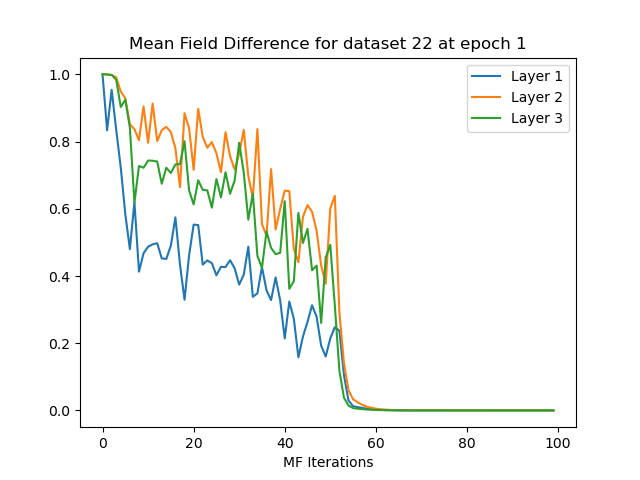 Mean Field Difference for dataset 22 at epoch 1
Layer 1
Layer 2
Layer 3
1.0
0.8
0.6
0.4
0.2
0.0
0 20 40 60 80 100
MF Iterations